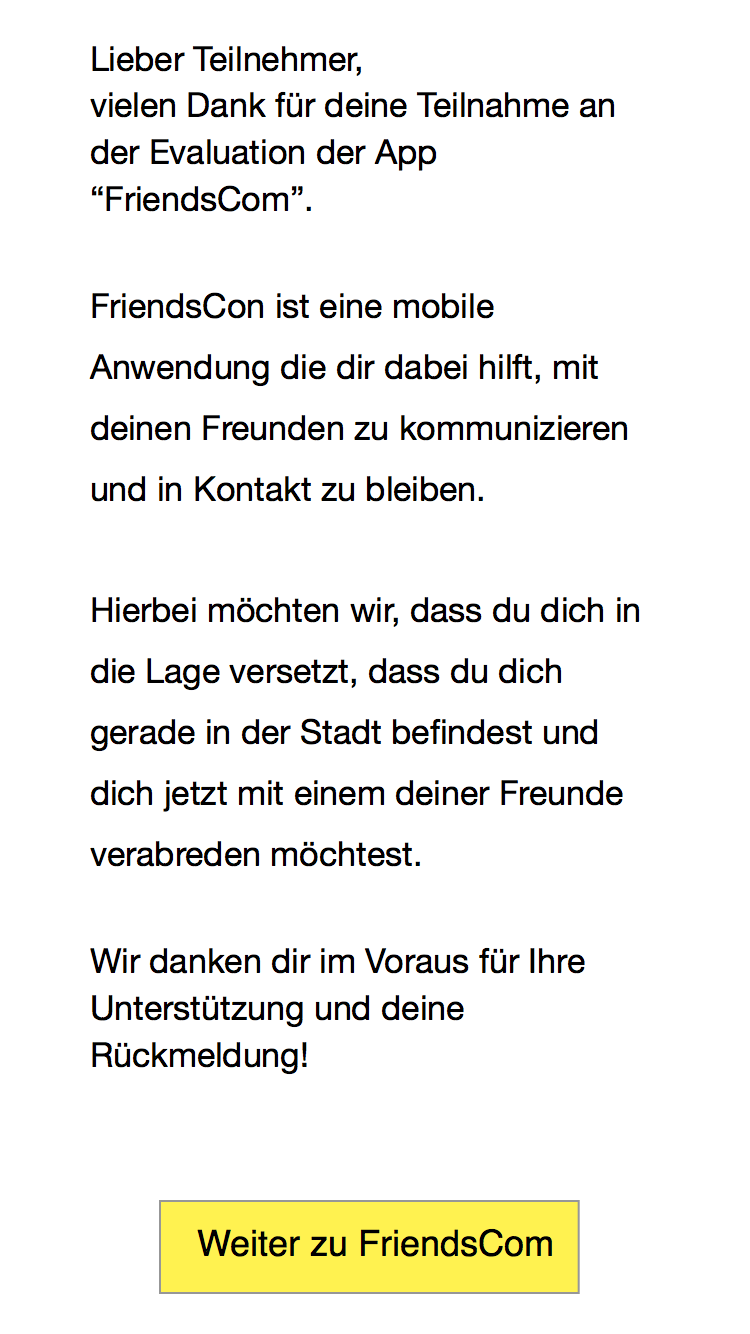 Lieber Teilnehmer,
vielen Dank für deine Teilnahme an
der Evaluation der App
“FriendsCom”.
FriendsCon ist eine mobile
Anwendung die dir dabei hilft, mit
deinen Freunden zu kommunizieren
und in Kontakt zu bleiben.
Hierbei möchten wir, dass du dich in
die Lage versetzt, dass du dich
gerade in der Stadt befindest und
dich jetzt mit einem deiner Freunde
verabreden möchtest.
Wir danken dir im Voraus für Ihre
Unterstützung und deine
Rückmeldung!
Weiter zu FriendsCom